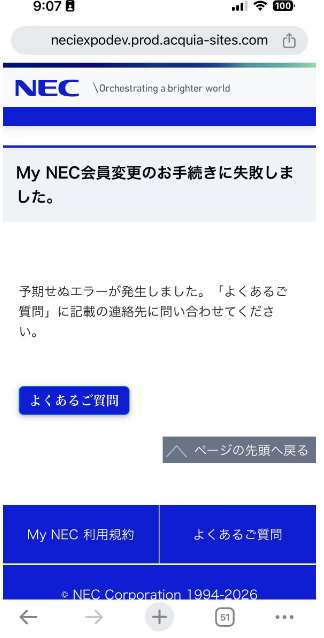 9:07
100
neciexpodev.prod.acquia-sites.com
NEC \Orchestrating a brighter world
My NEC会員変更のお手続きに失敗しま
した。
予期せぬエラーが発生しました。「よくあるご
質問」に記載の連絡先に問い合わせてくださ
い。
よくあるご質問
ページの先頭へ戻る
My NEC 利用規約
よくあるご質問
© NEC Corporation 1994-2026
51